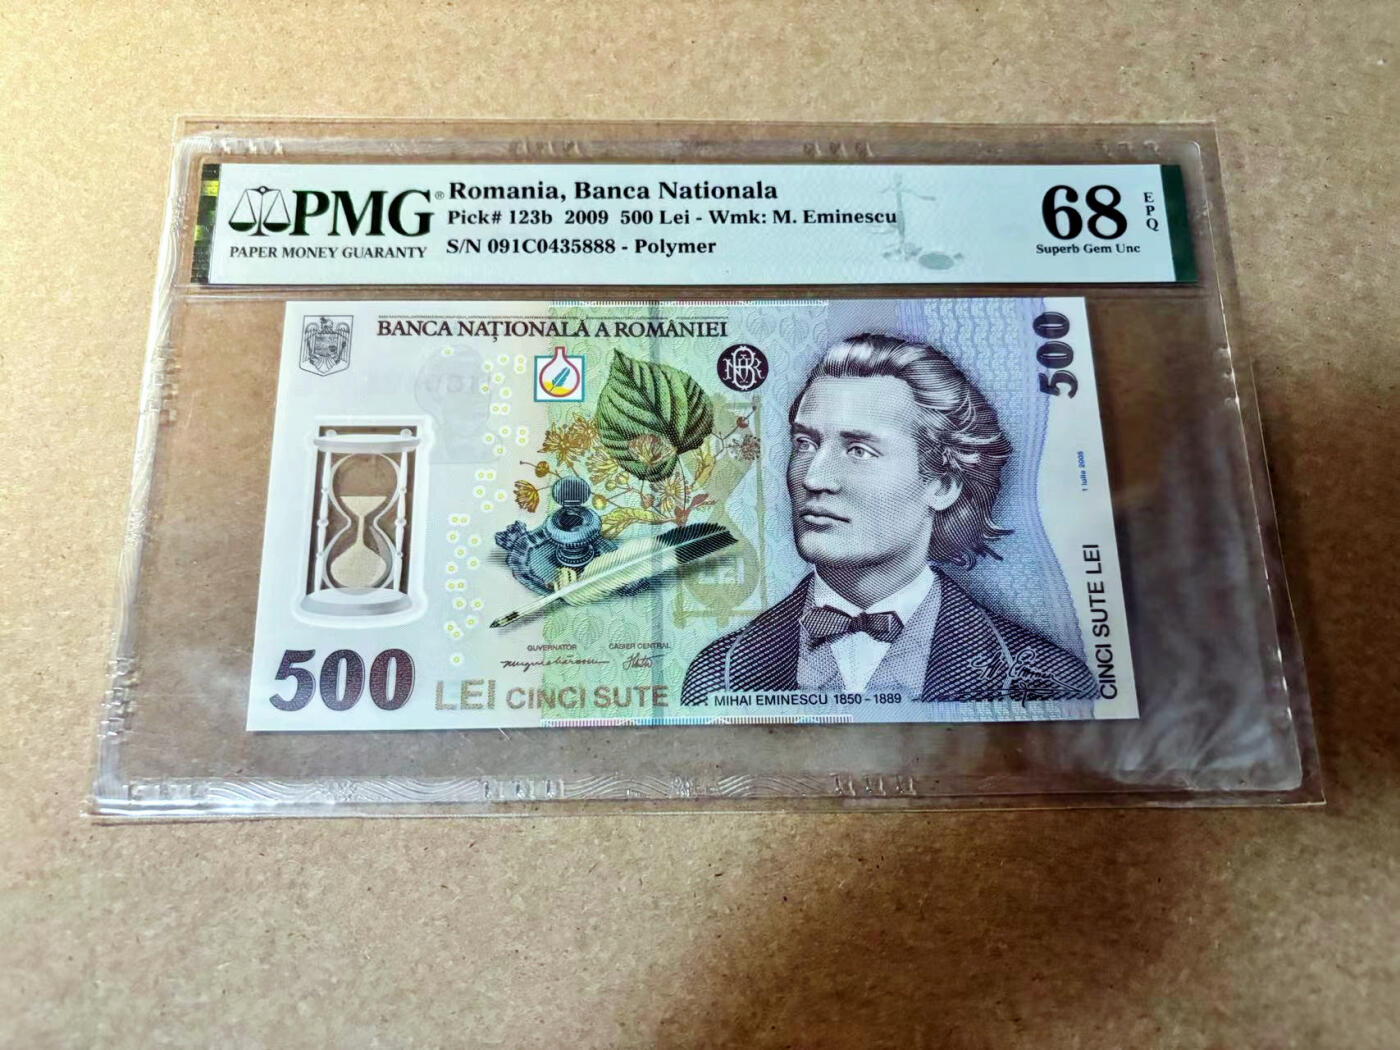 PMG®
PAPER MONEY GUARANTY
Romania, Banca Nationala
Pick# 123b 2009 500 Lei - Wmk: M. Eminescu
S/N 091C0435888 - Polymer
68
EPQ
Superb Gem Unc
BANCA NAȚIONALĂ A ROMÂNIEI
500
1 iulie 2005
CINCI SUTE LEI
LEI
GUVERNATOR
CASIER CENTRAL
500
LEI CINCI SUTE
MIHAI EMINESCU 1850 - 1889